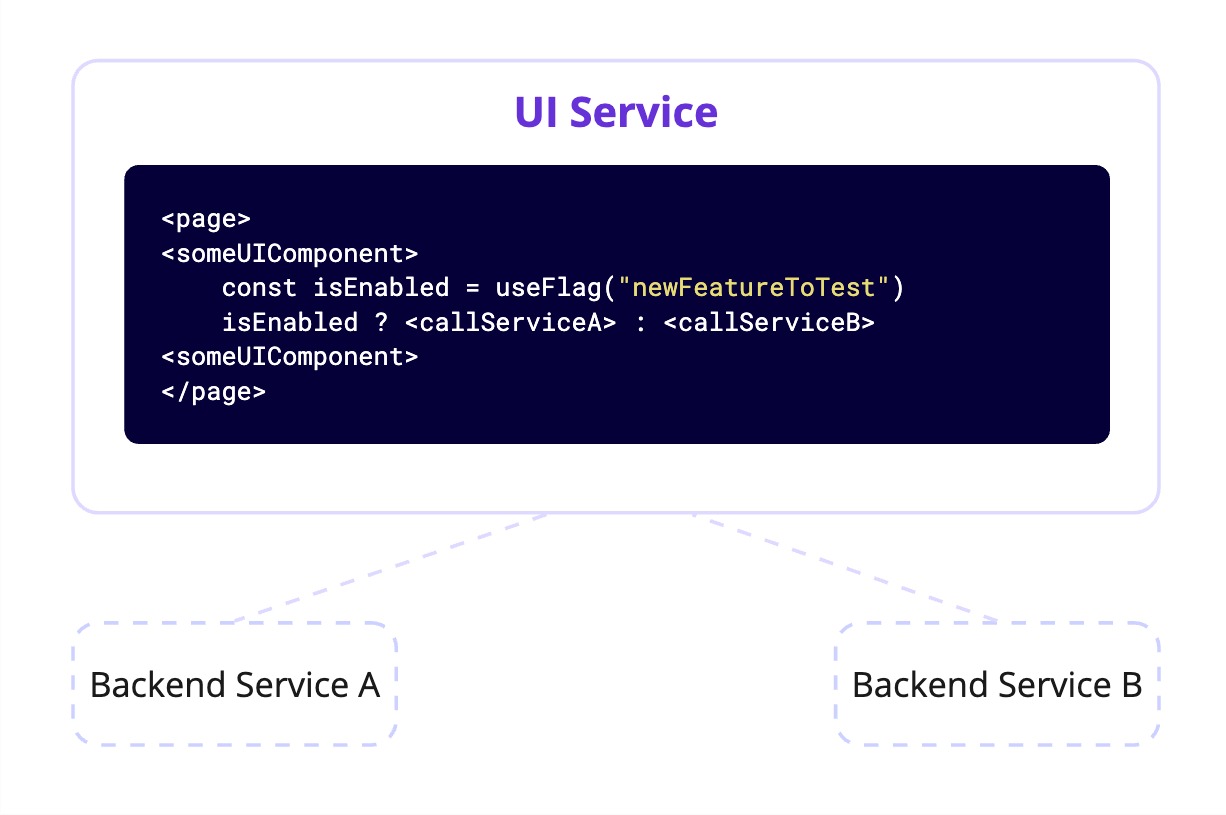 UI Service
<page>
<someUIComponent>
    const isEnabled = useFlag("newFeatureToTest")
    isEnabled ? <callServiceA> : <callServiceB>
<someUIComponent>
</page>
Backend Service A
Backend Service B